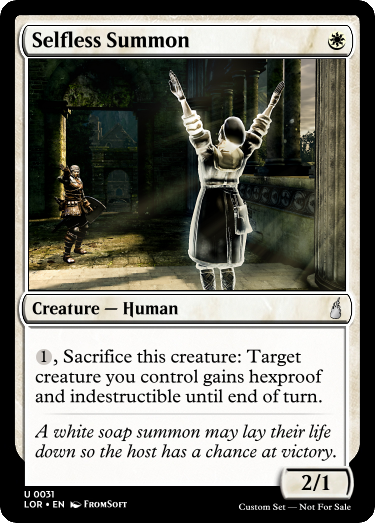 Selfless Summon
Creature — Human
1, Sacrifice this creature: Target
creature you control gains hexproof
and indestructible until end of turn.
A white soap summon may lay their life
down so the host has a chance at victory.
2/1
U 0031
LOR • EN FROMSOFT
Custom Set — Not For Sale